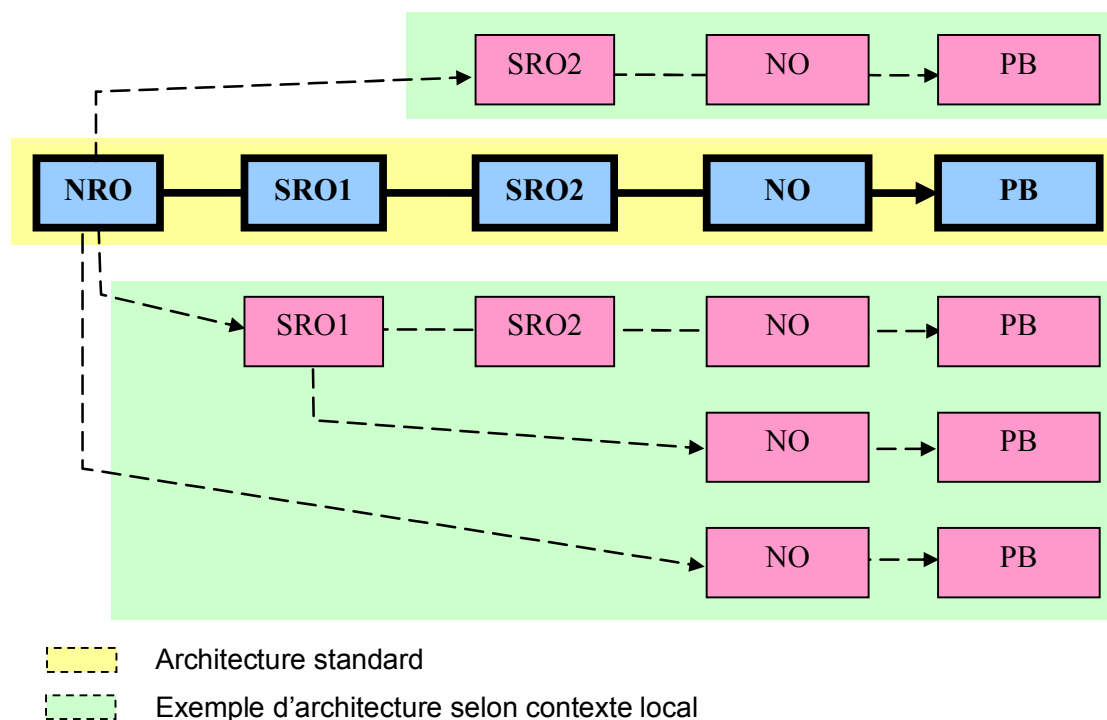 SRO2 NO PB
NRO SRO1 SRO2 NO PB
SRO1 SRO2 NO PB
NO PB
NO PB
Architecture standard
Exemple d'architecture selon contexte local